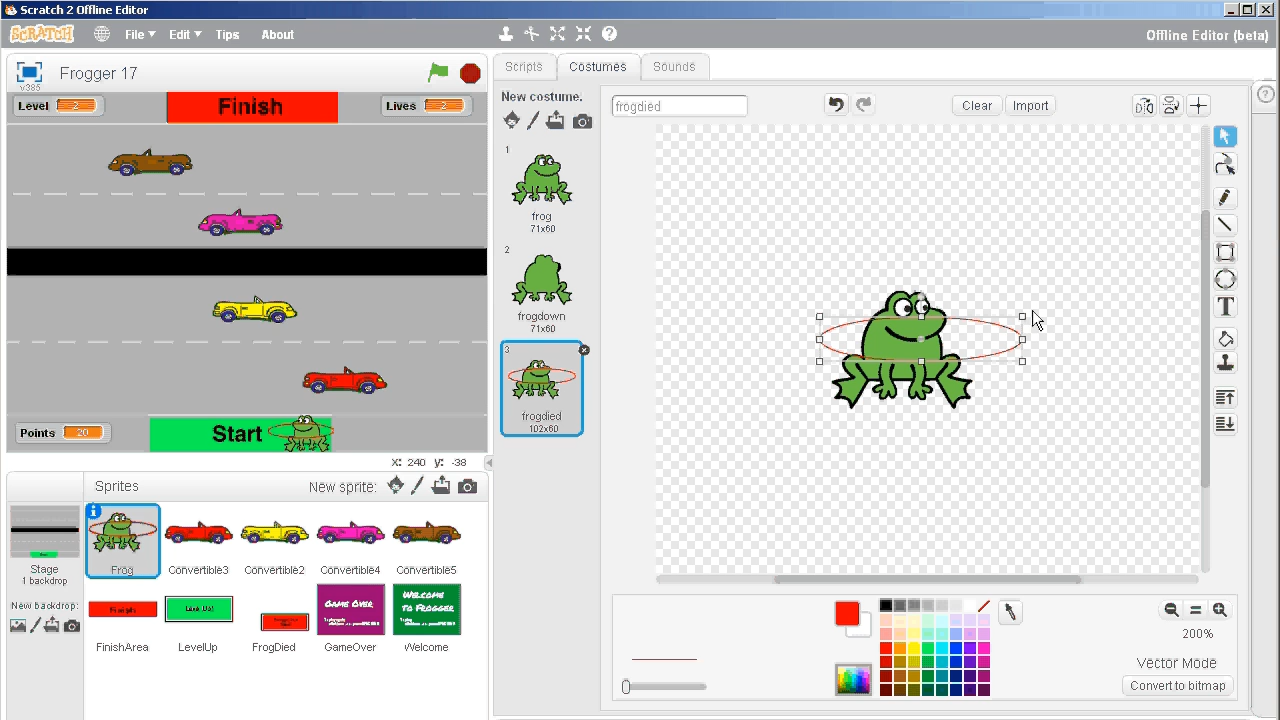 Scratch 2 Offline Editor
SCRATCH File Edit Tips About
Offline Editor (beta)
v385
Frogger 17
Scripts Costumes Sounds
Level 2
Finish
Lives 2
New costume:
frogdied
Clear Import
1
frog
71x60
2
frogdown
71x60
3
frogdied
102x60
T
Points 20
Start
x: 240 y: -38
Sprites
New sprite:
Stage
1 backdrop
New backdrop:
Frog
Convertible3
Convertible2
Convertible4
Convertible5
Finish
Level Up!
GAME OVER
WELCOME
TO FROGGER
FinishArea
LevelUp
FrogDied
GameOver
Welcome
200%
Vector Mode
Convert to bitmap